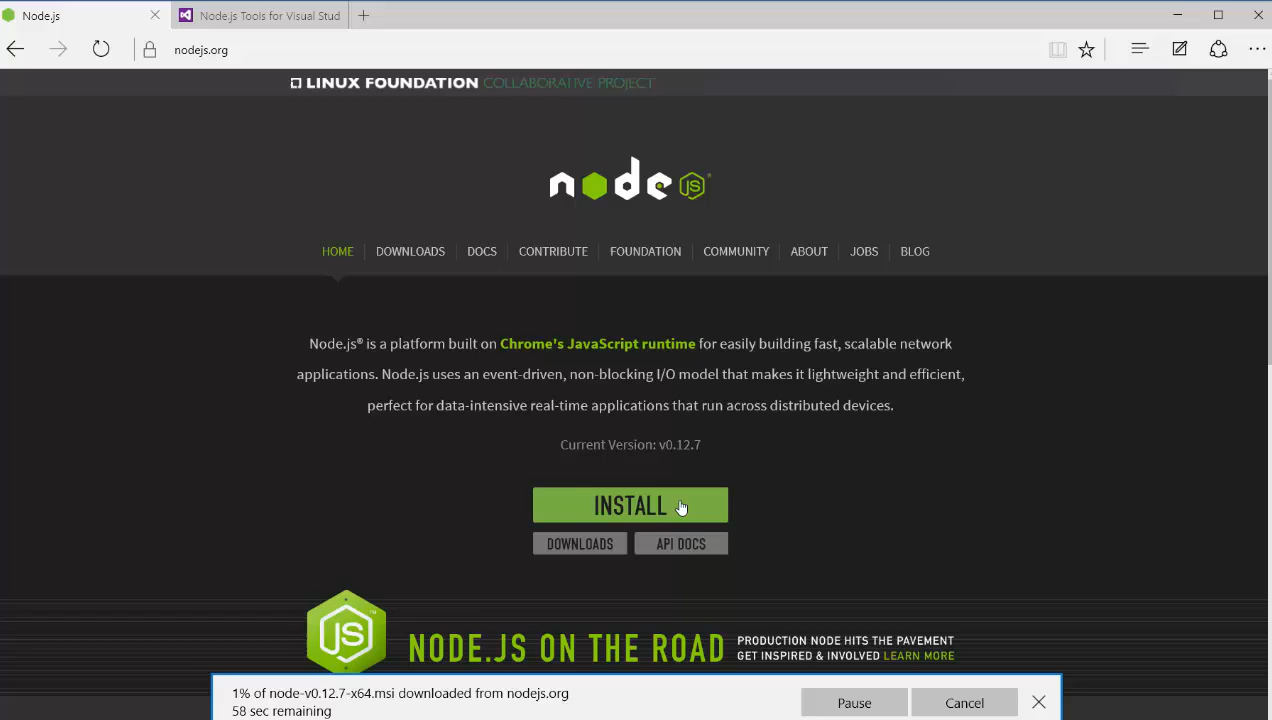 Node.js
Node.js Tools for Visual Stud
nodejs.org
LINUX FOUNDATION COLLABORATIVE PROJECT
node JS
HOME DOWNLOADS DOCS CONTRIBUTE FOUNDATION COMMUNITY ABOUT JOBS BLOG
Node.js® is a platform built on Chrome's JavaScript runtime for easily building fast, scalable network
applications. Node.js uses an event-driven, non-blocking I/O model that makes it lightweight and efficient,
perfect for data-intensive real-time applications that run across distributed devices.
Current Version: v0.12.7
INSTALL
DOWNLOADS API DOCS
JS™
NODE.JS ON THE ROAD
PRODUCTION NODE HITS THE PAVEMENT
GET INSPIRED & INVOLVED LEARN MORE
1% of node-v0.12.7-x64.msi downloaded from nodejs.org
58 sec remaining
Pause Cancel